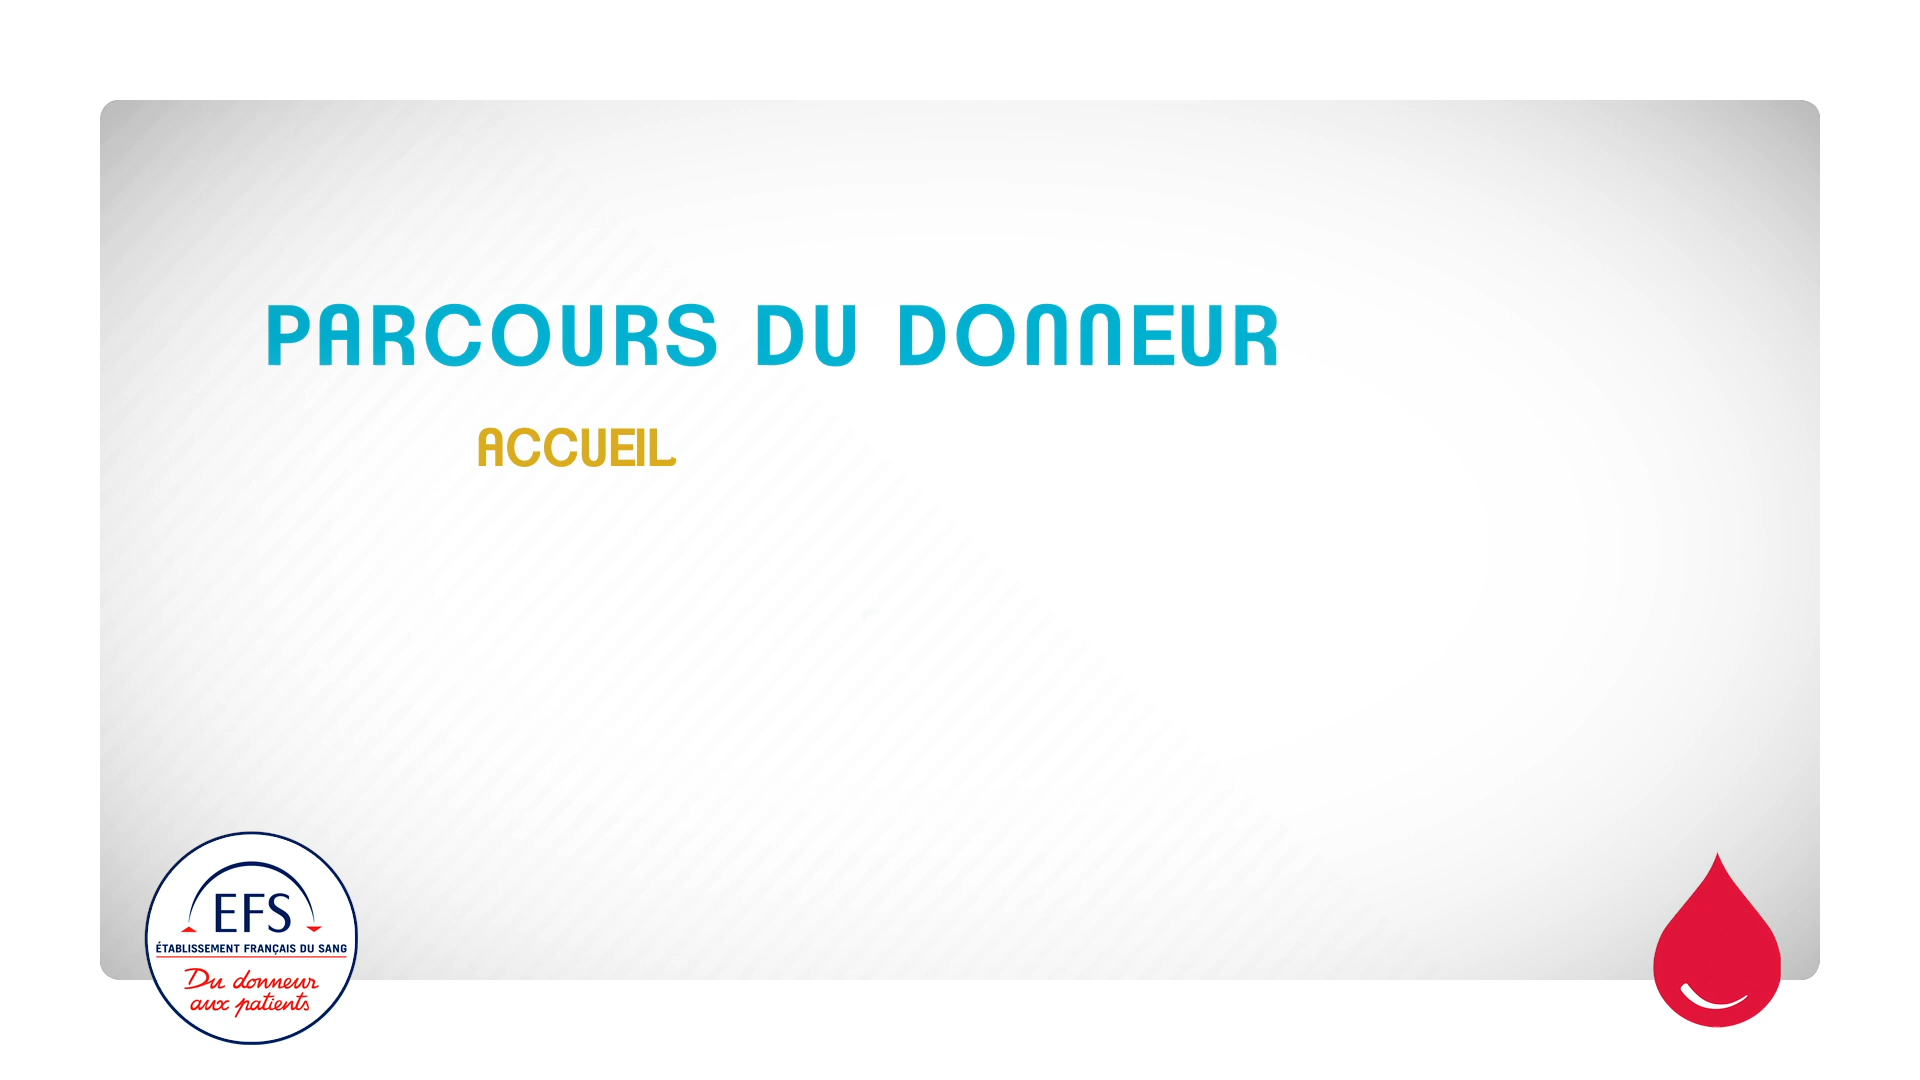 PARCOURS DU DONNEUR
ACCUEIL
EFS
ÉTABLISSEMENT FRANÇAIS DU SANG
Du donneur
aux patients